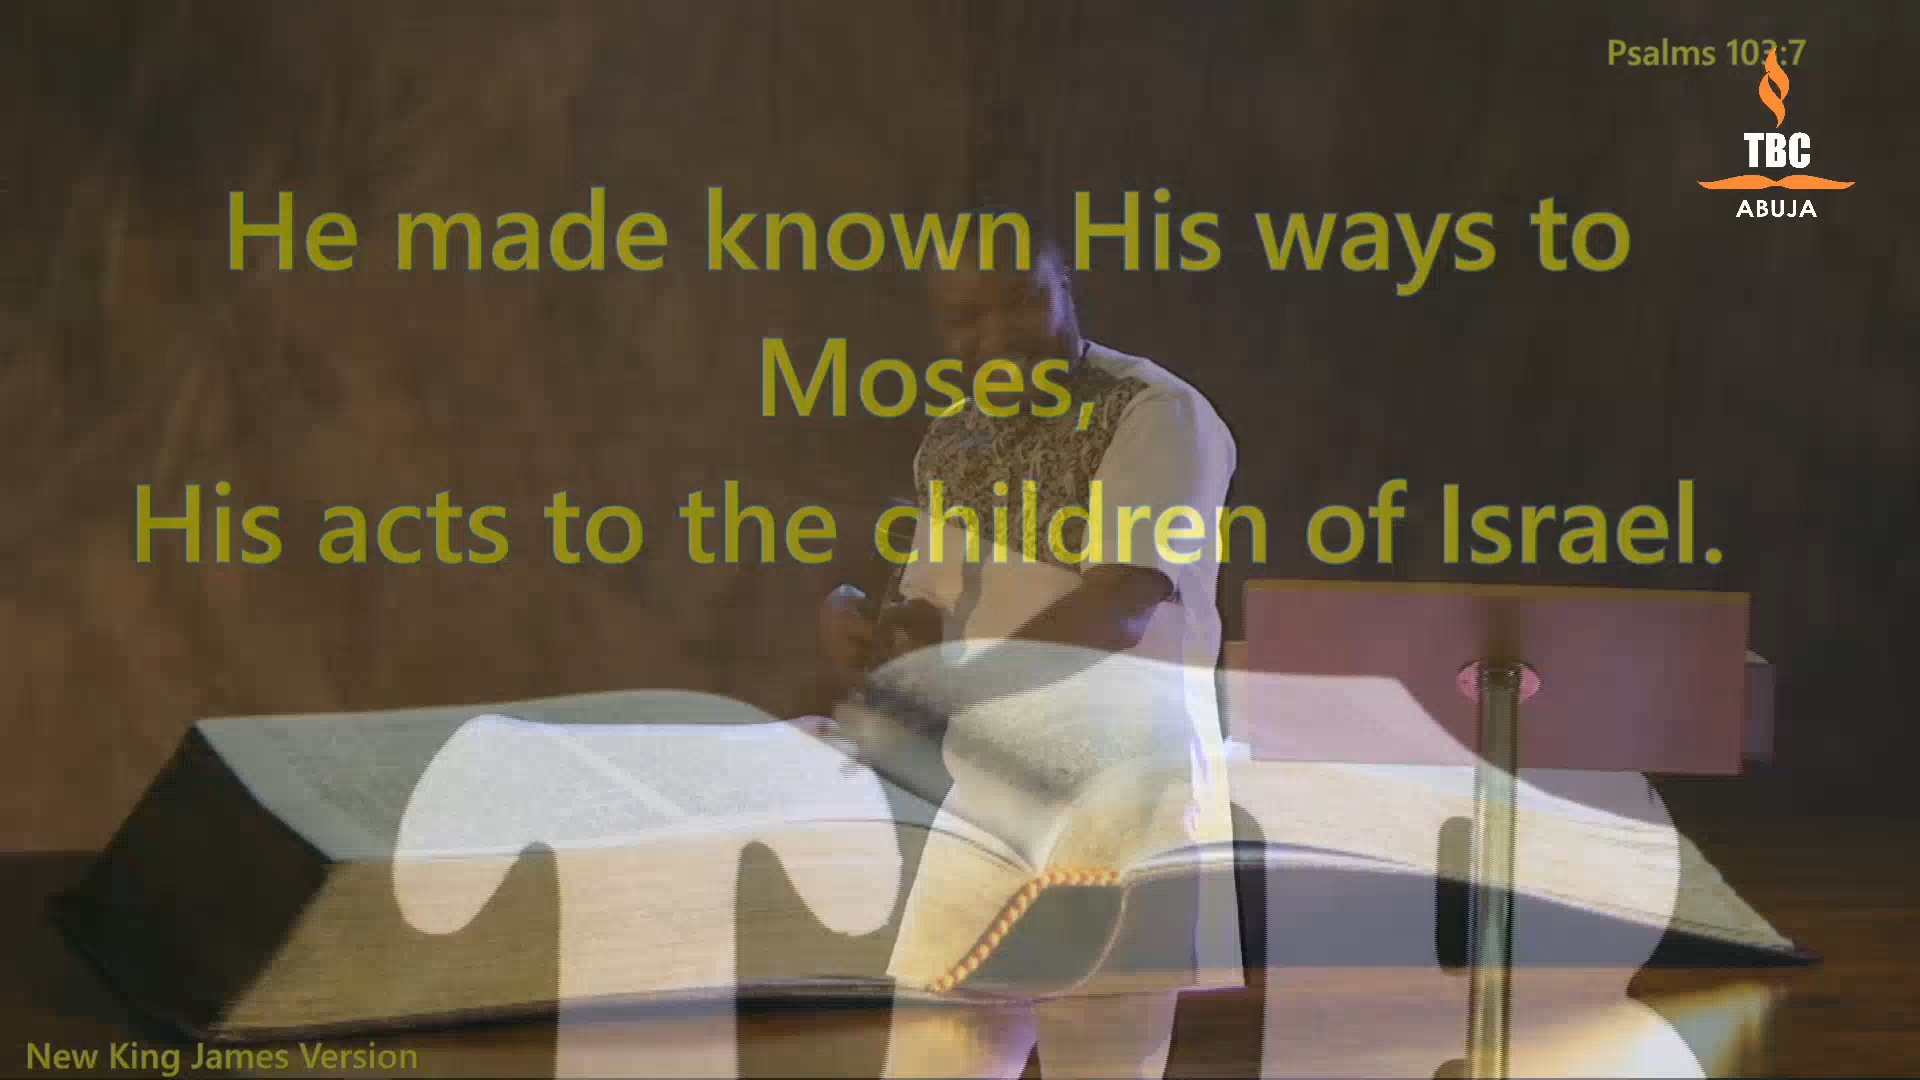 Psalms 103:7
TBC
ABUJA
He made known His ways to
Moses,
His acts to the children of Israel.
New King James Version